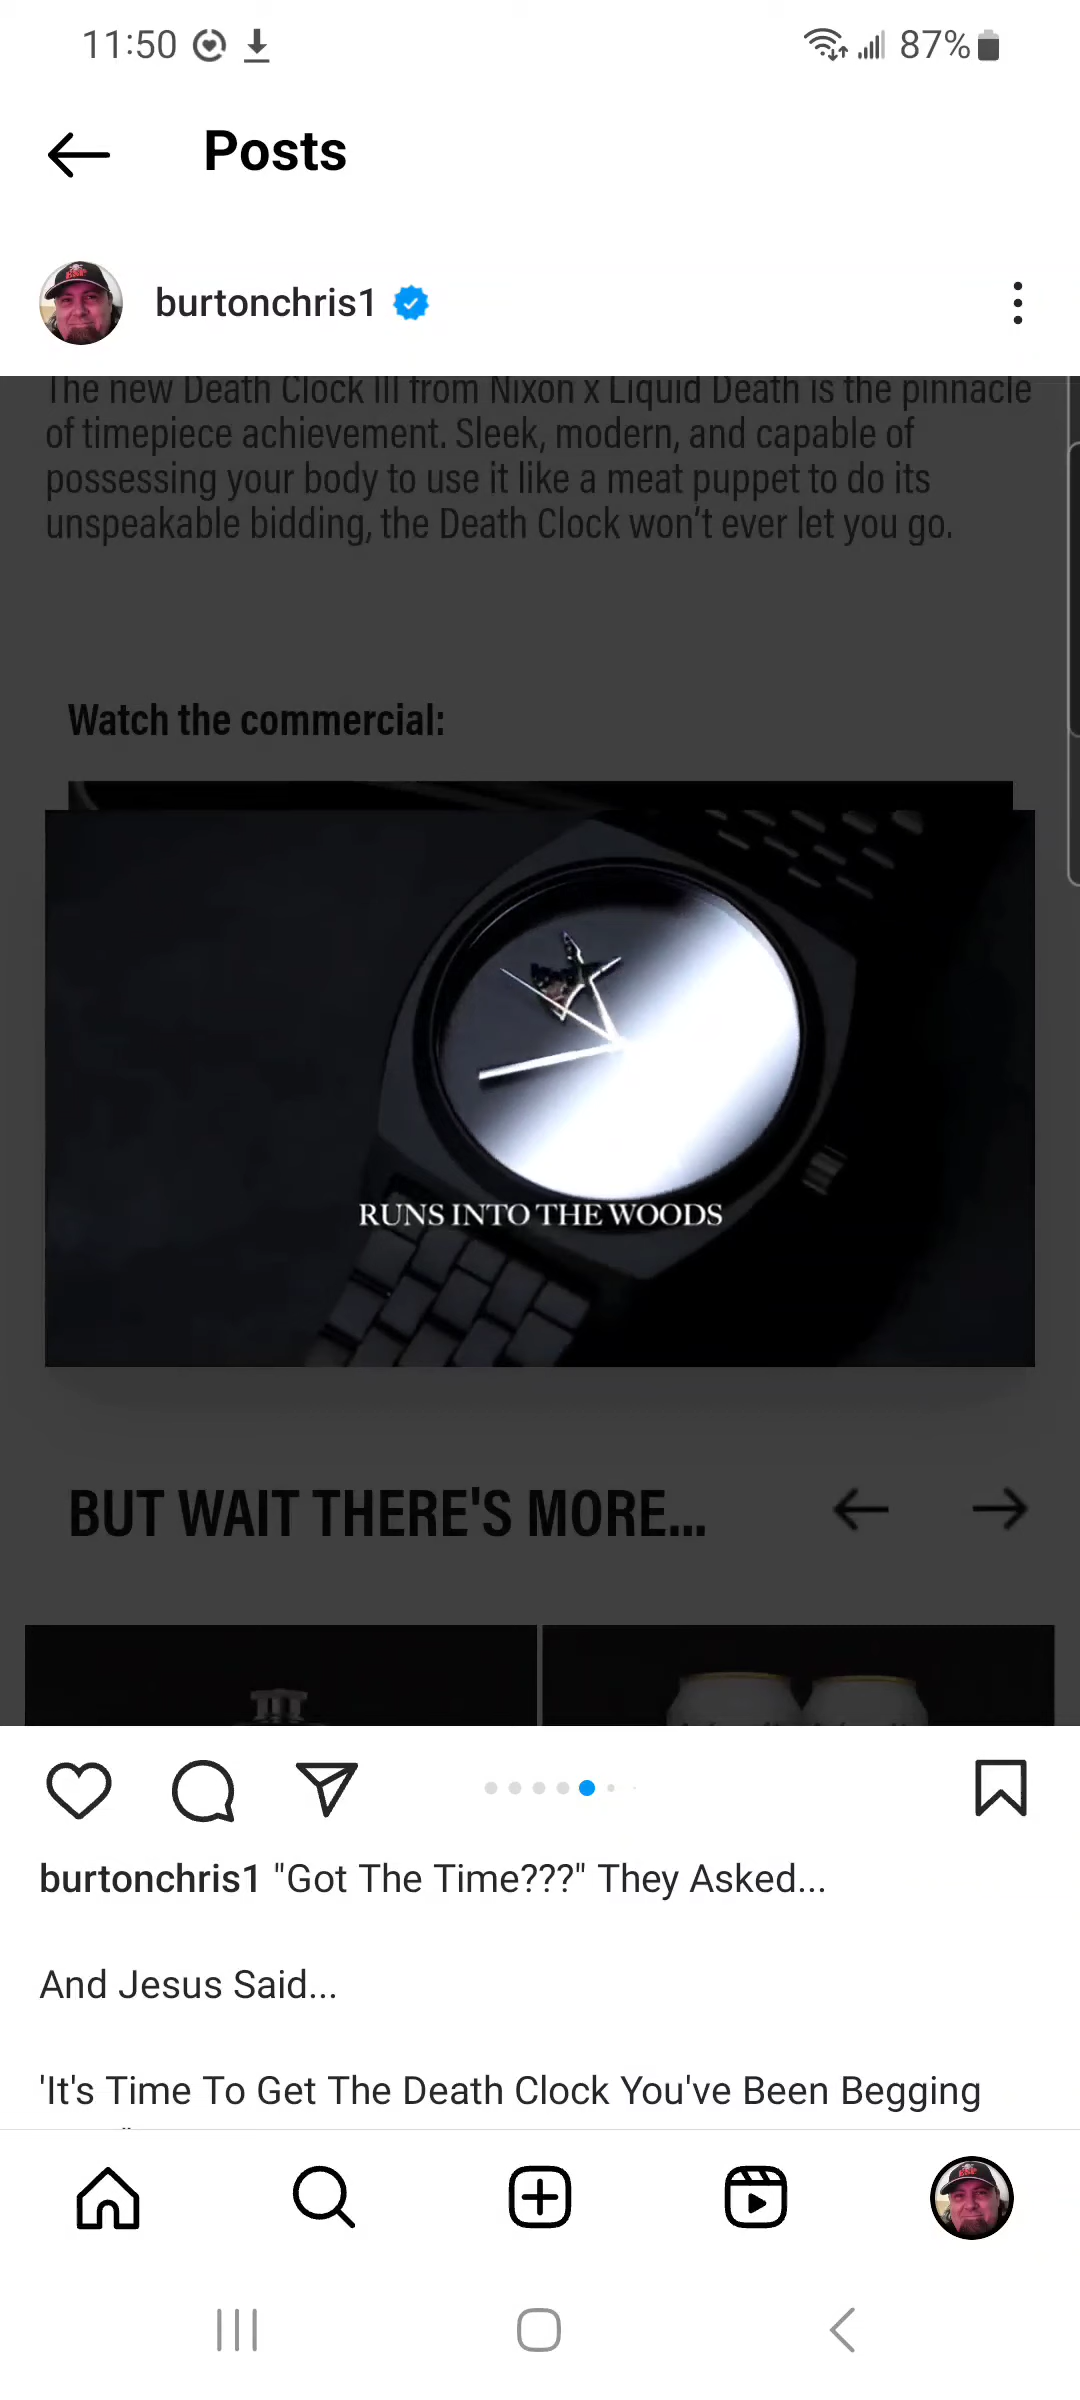 11:50
87%
Posts
burtonchris1
The new Death Clock III from Nixon x Liquid Death is the pinnacle
of timepiece achievement. Sleek, modern, and capable of
possessing your body to use it like a meat puppet to do its
unspeakable bidding, the Death Clock won't ever let you go.
Watch the commercial:
RUNS INTO THE WOODS
BUT WAIT THERE'S MORE...
burtonchris1 "Got The Time???" They Asked...
And Jesus Said...
'It's Time To Get The Death Clock You've Been Begging